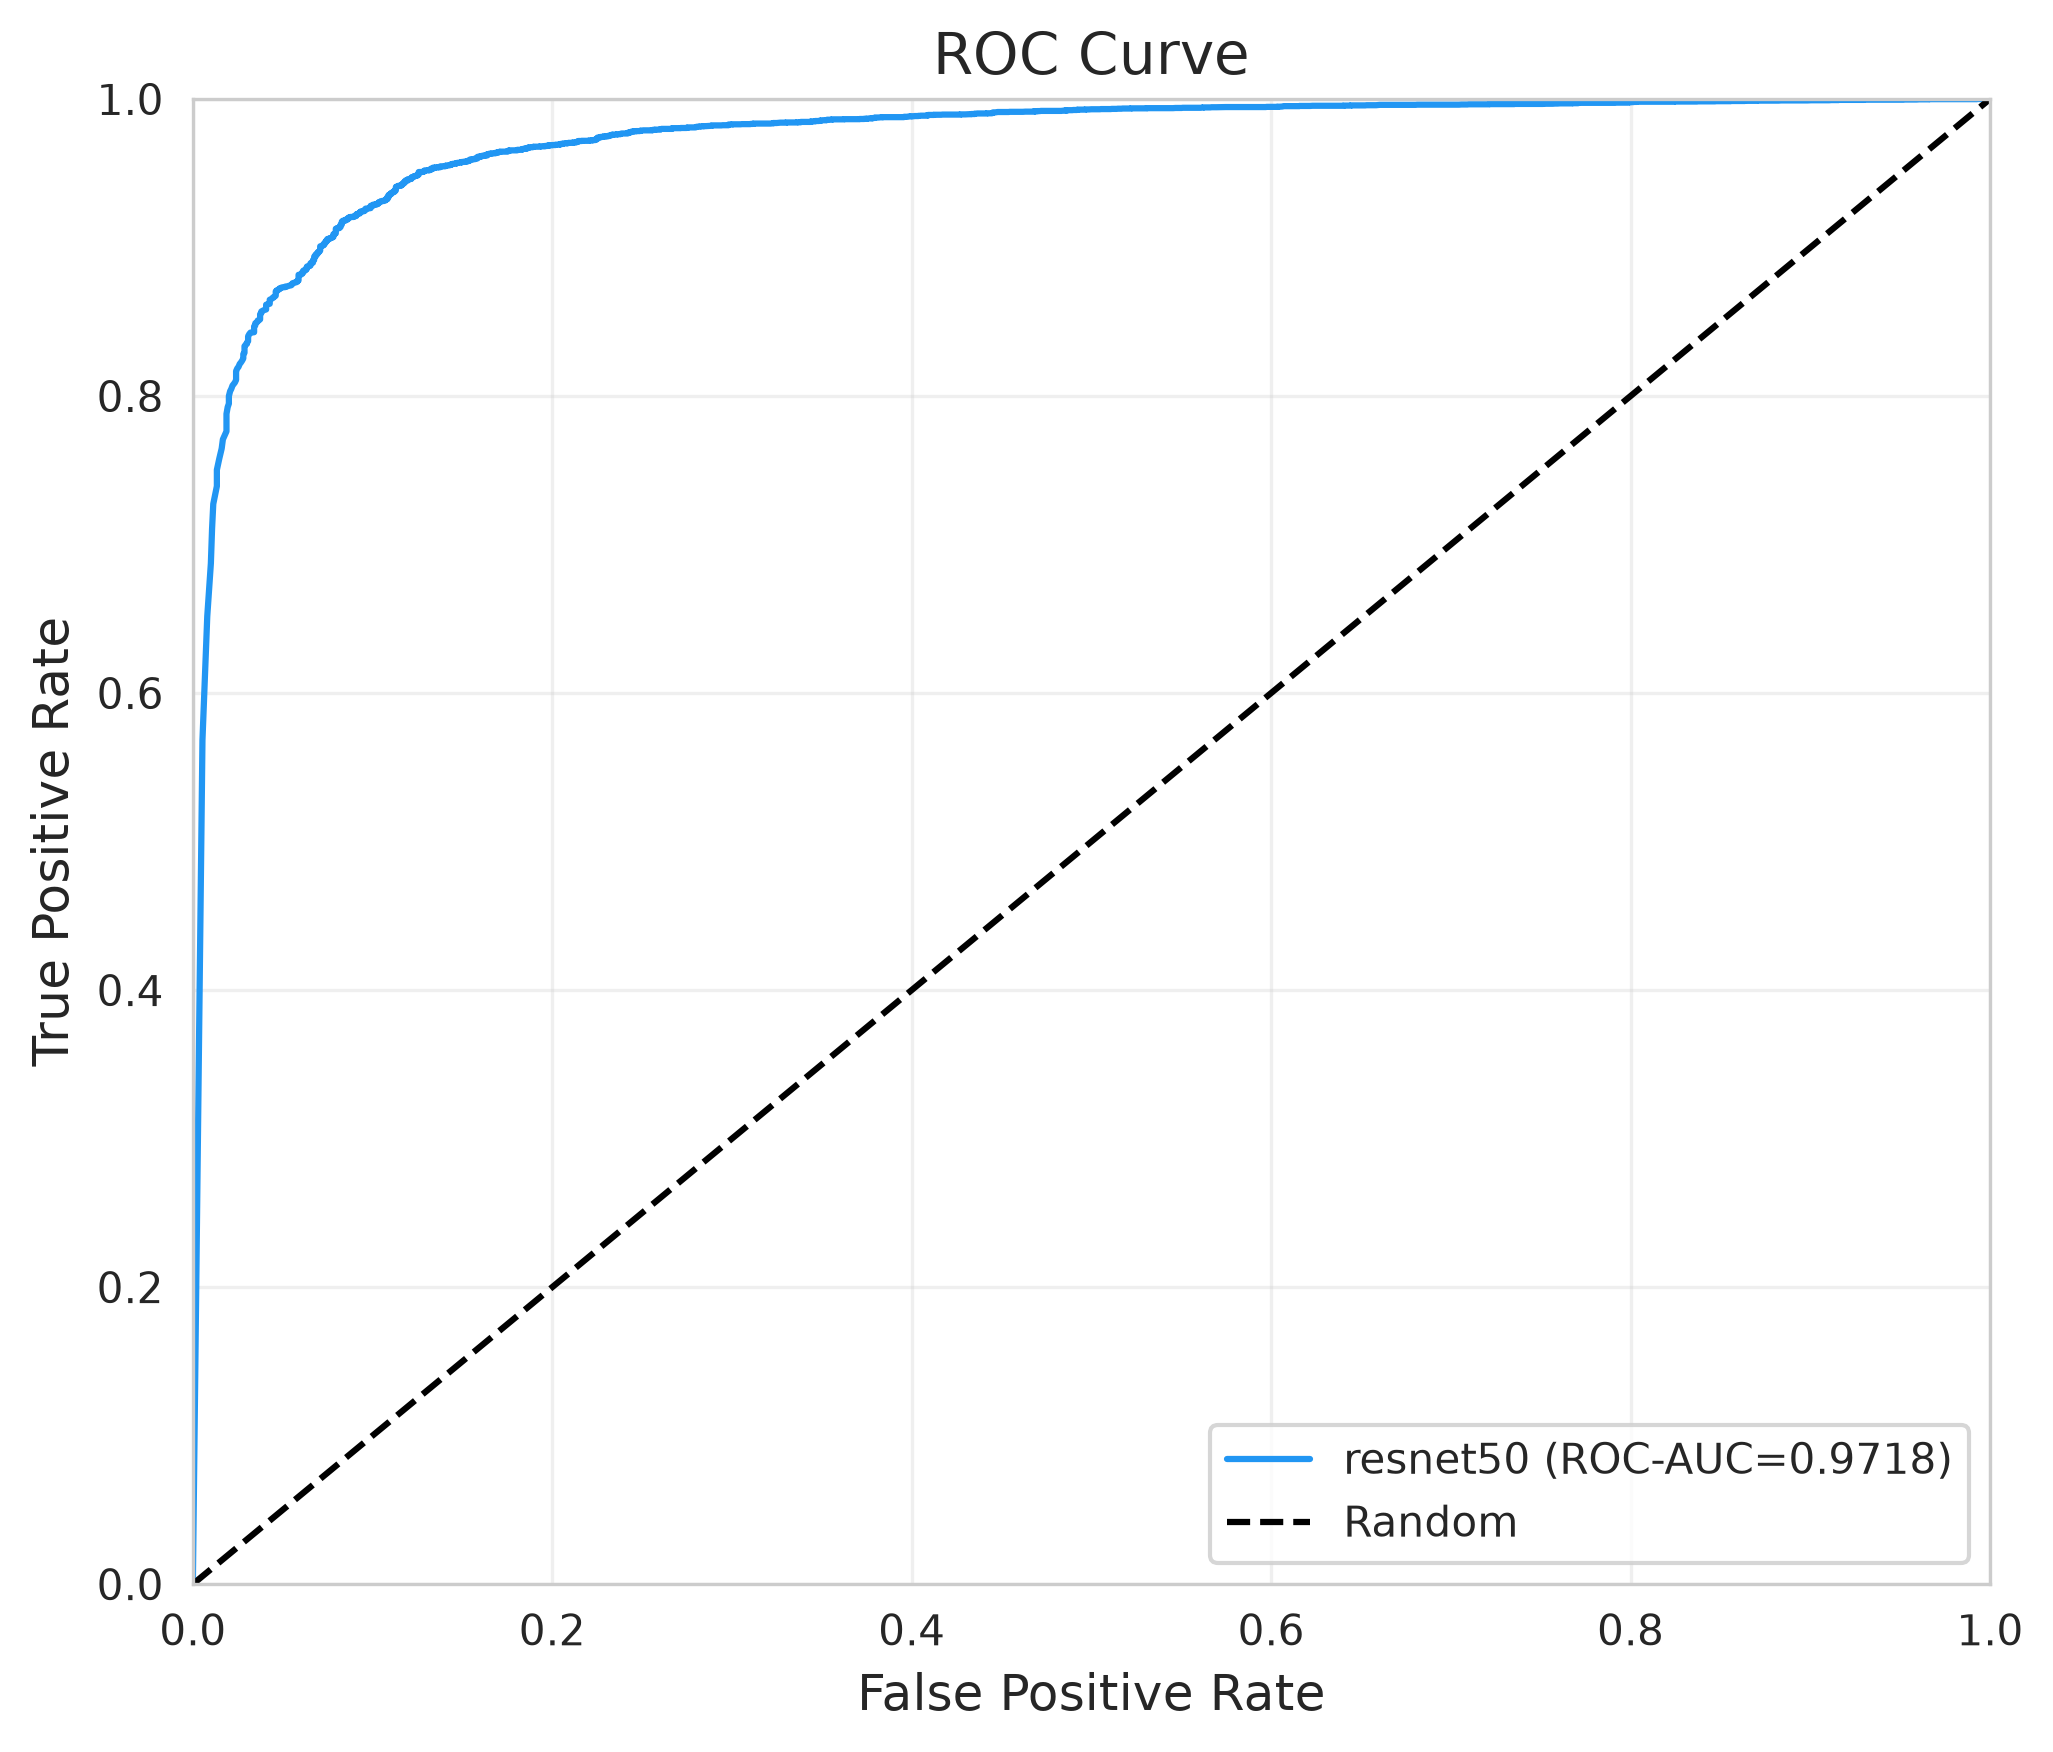 ROC Curve
1.0
0.8
0.6
0.4
0.2
0.0
True Positive Rate
resnet50 (ROC-AUC=0.9718)
Random
0.0 0.2 0.4 0.6 0.8 1.0
False Positive Rate